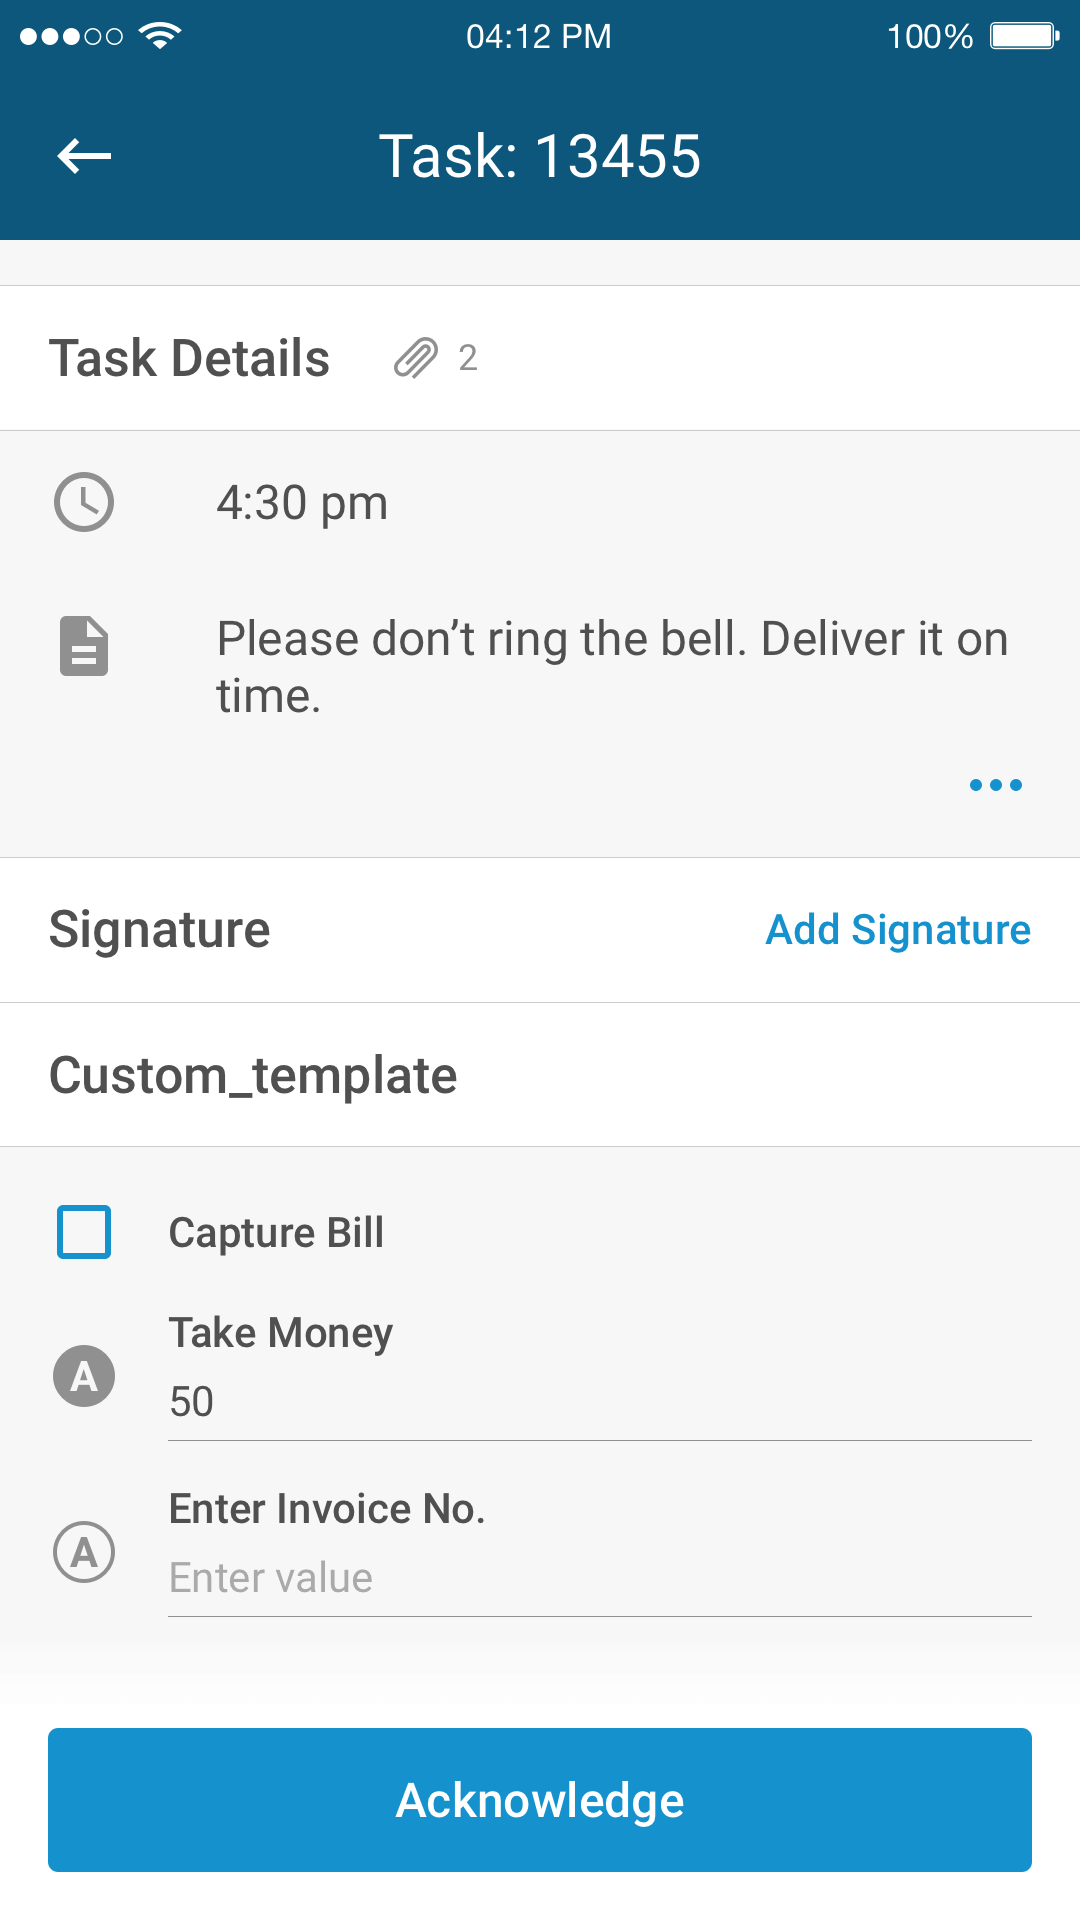 04:12 PM
100%
Task: 13455
Task Details 2
4:30 pm
Please don’t ring the bell. Deliver it on
time.
Signature
Add Signature
Custom_template
Capture Bill
Take Money
A
50
Enter Invoice No.
A
Enter value
Acknowledge